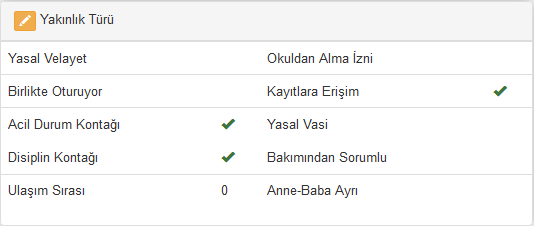 Yakınlık Türü
Yasal Velayet Okuldan Alma İzni
Birlikte Oturuyor Kayıtlara Erişim
Acil Durum Kontağı Yasal Vasi
Disiplin Kontağı Bakımından Sorumlu
Ulaşım Sırası 0 Anne-Baba Ayrı